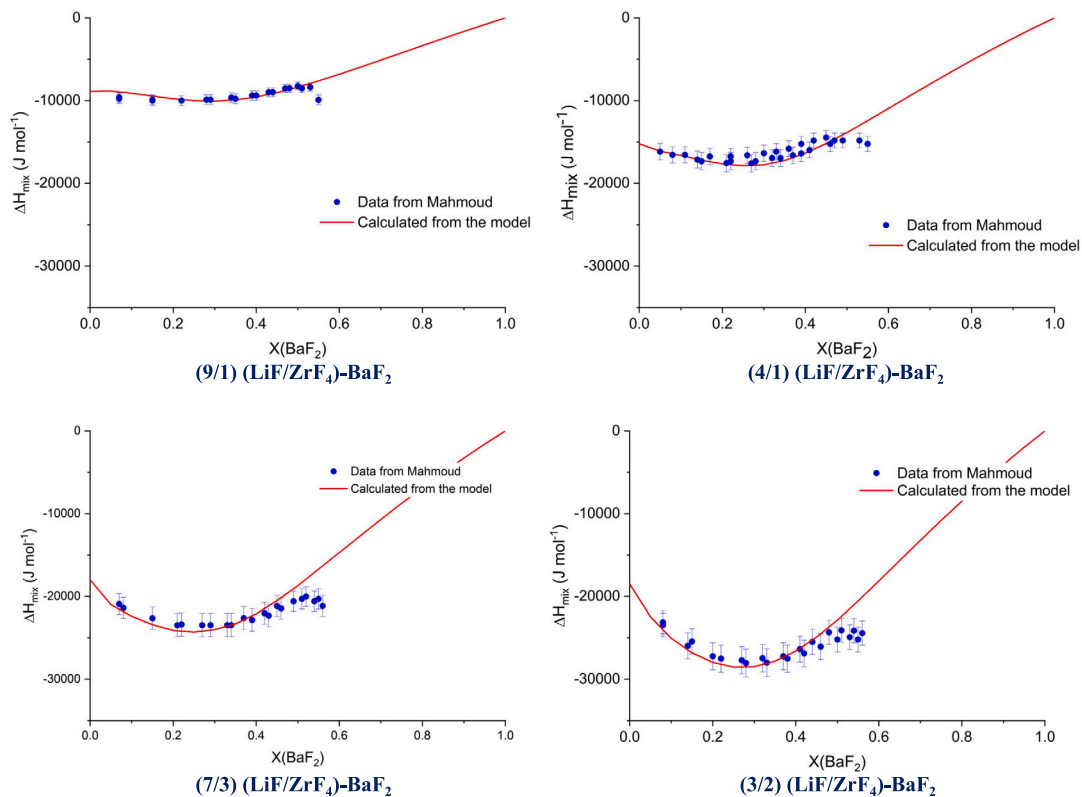 0
-10000
-20000
-30000
ΔHmix (J mol-1)
Data from Mahmoud
Calculated from the model
0.0 0.2 0.4 0.6 0.8 1.0
X(BaF2)
(9/1) (LiF/ZrF4)-BaF2
0
-10000
-20000
-30000
ΔHmix (J mol-1)
Data from Mahmoud
Calculated from the model
0.0 0.2 0.4 0.6 0.8 1.0
X(BaF2)
(4/1) (LiF/ZrF4)-BaF2
0
-10000
-20000
-30000
ΔHmix (J mol-1)
Data from Mahmoud
Calculated from the model
0.0 0.2 0.4 0.6 0.8 1.0
X(BaF2)
(7/3) (LiF/ZrF4)-BaF2
0
-10000
-20000
-30000
ΔHmix (J mol-1)
Data from Mahmoud
Calculated from the model
0.0 0.2 0.4 0.6 0.8 1.0
X(BaF2)
(3/2) (LiF/ZrF4)-BaF2